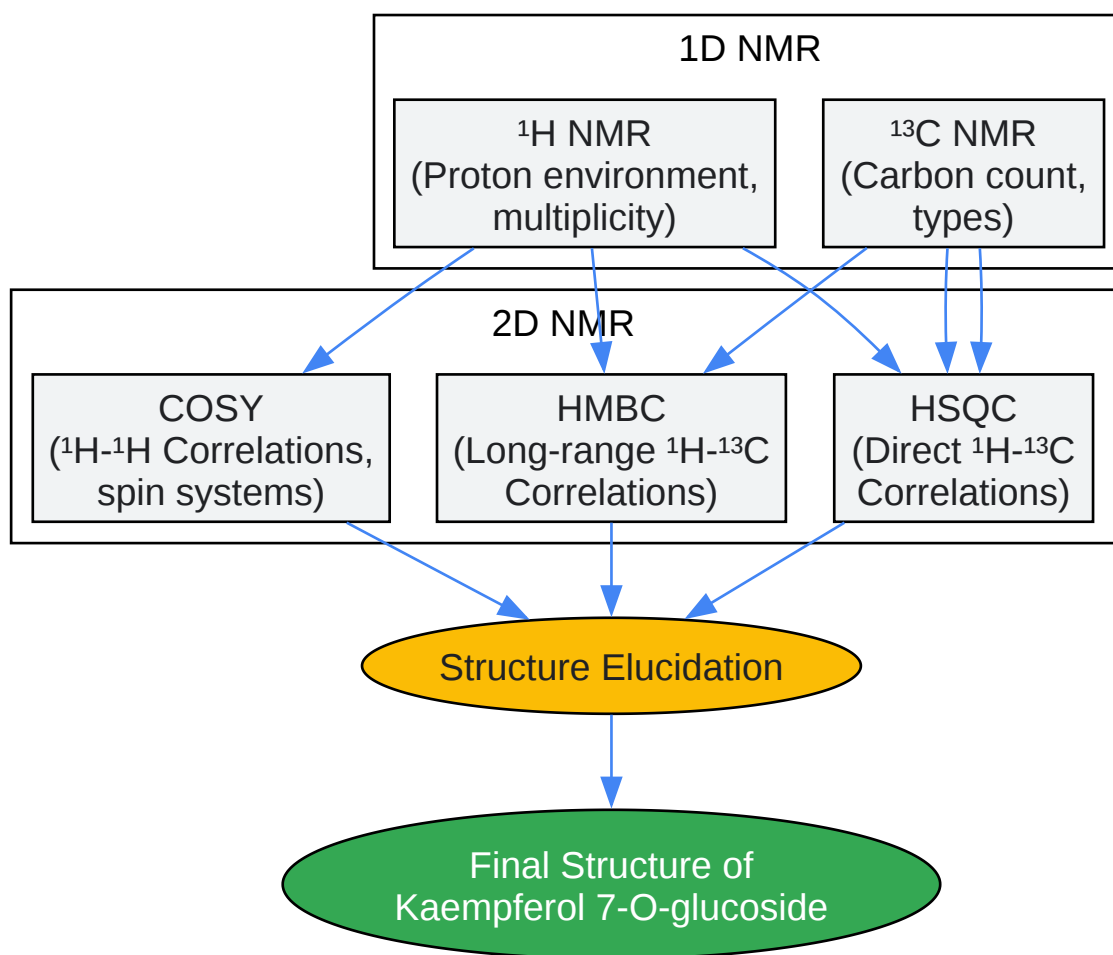 1D NMR
¹H NMR
(Proton environment,
multiplicity)
¹³C NMR
(Carbon count,
types)
2D NMR
COSY
(¹H-¹H Correlations,
spin systems)
HMBC
(Long-range ¹H-¹³C
Correlations)
HSQC
(Direct ¹H-¹³C
Correlations)
Structure Elucidation
Final Structure of
Kaempferol 7-O-glucoside